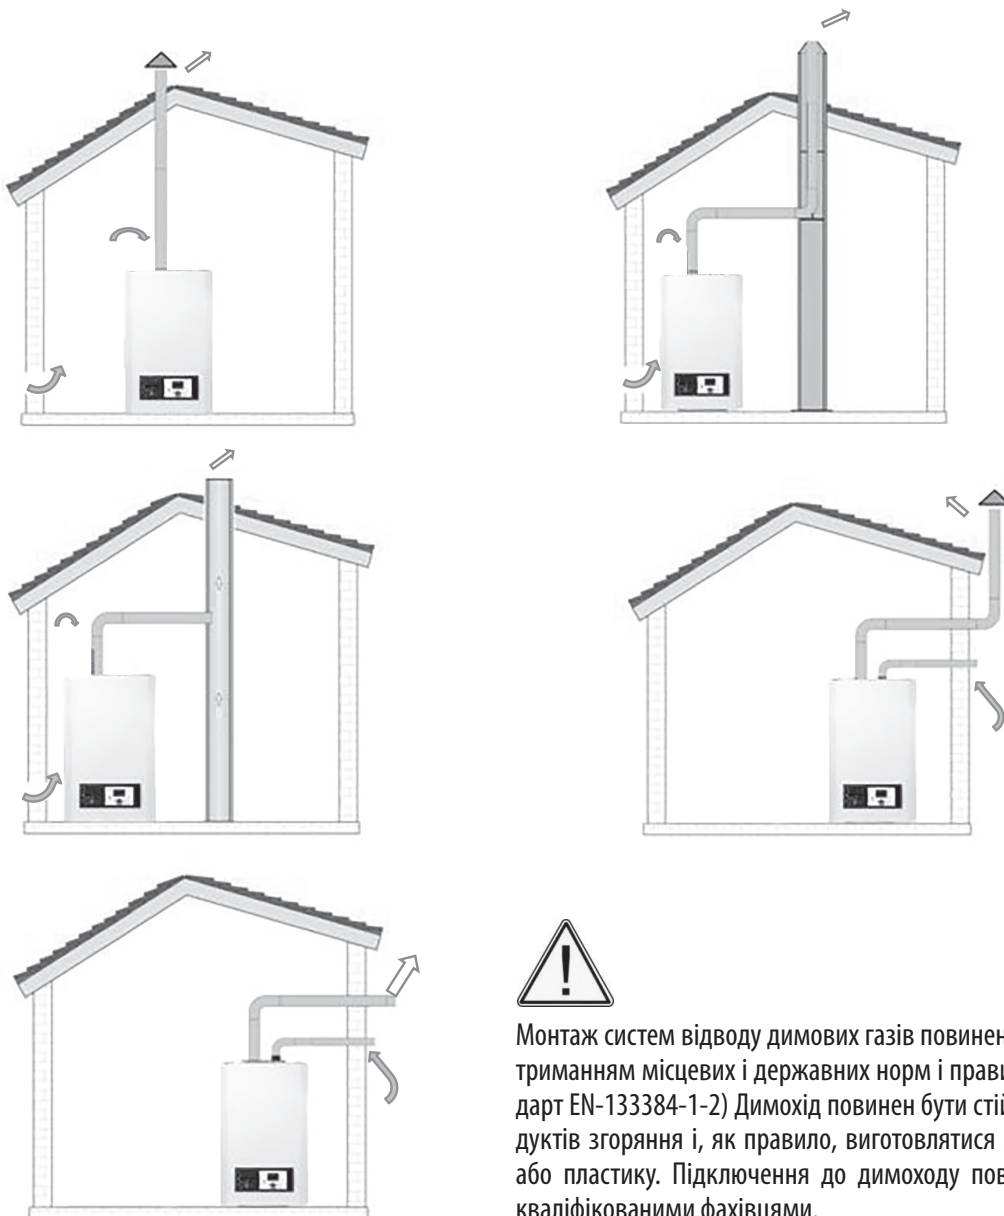 Монтаж систем відводу димових газів повинен
триманням місцевих і державних норм і прави
дарт EN-133384-1-2) Димохід повинен бути стій
дуктів згоряння і, як правило, виготовлятися
або пластику. Підключення до димоходу пов
кваліфікованими фахівцями.